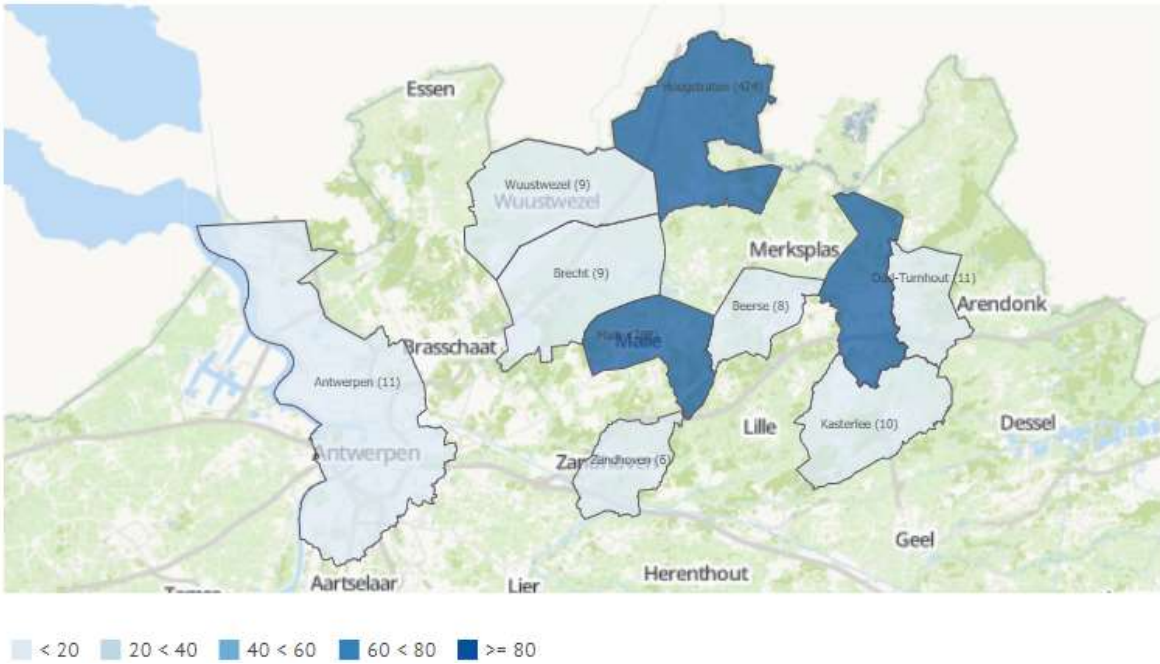 Essen
Hoogstraten (424)
Wuustwezel (9)
Wuustwezel
Merksplas
Brecht (9)
Oud-Turnhout (11)
Beerse (8)
Arendonk
Malle
Brasschaat
Antwerpen (11)
Kasterlee (10)
Lille
Dessel
Antwerpen
Zandhoven (6)
Geel
Herenthout
Aartselaar
Lier
< 20
20 < 40
40 < 60
60 < 80
>= 80